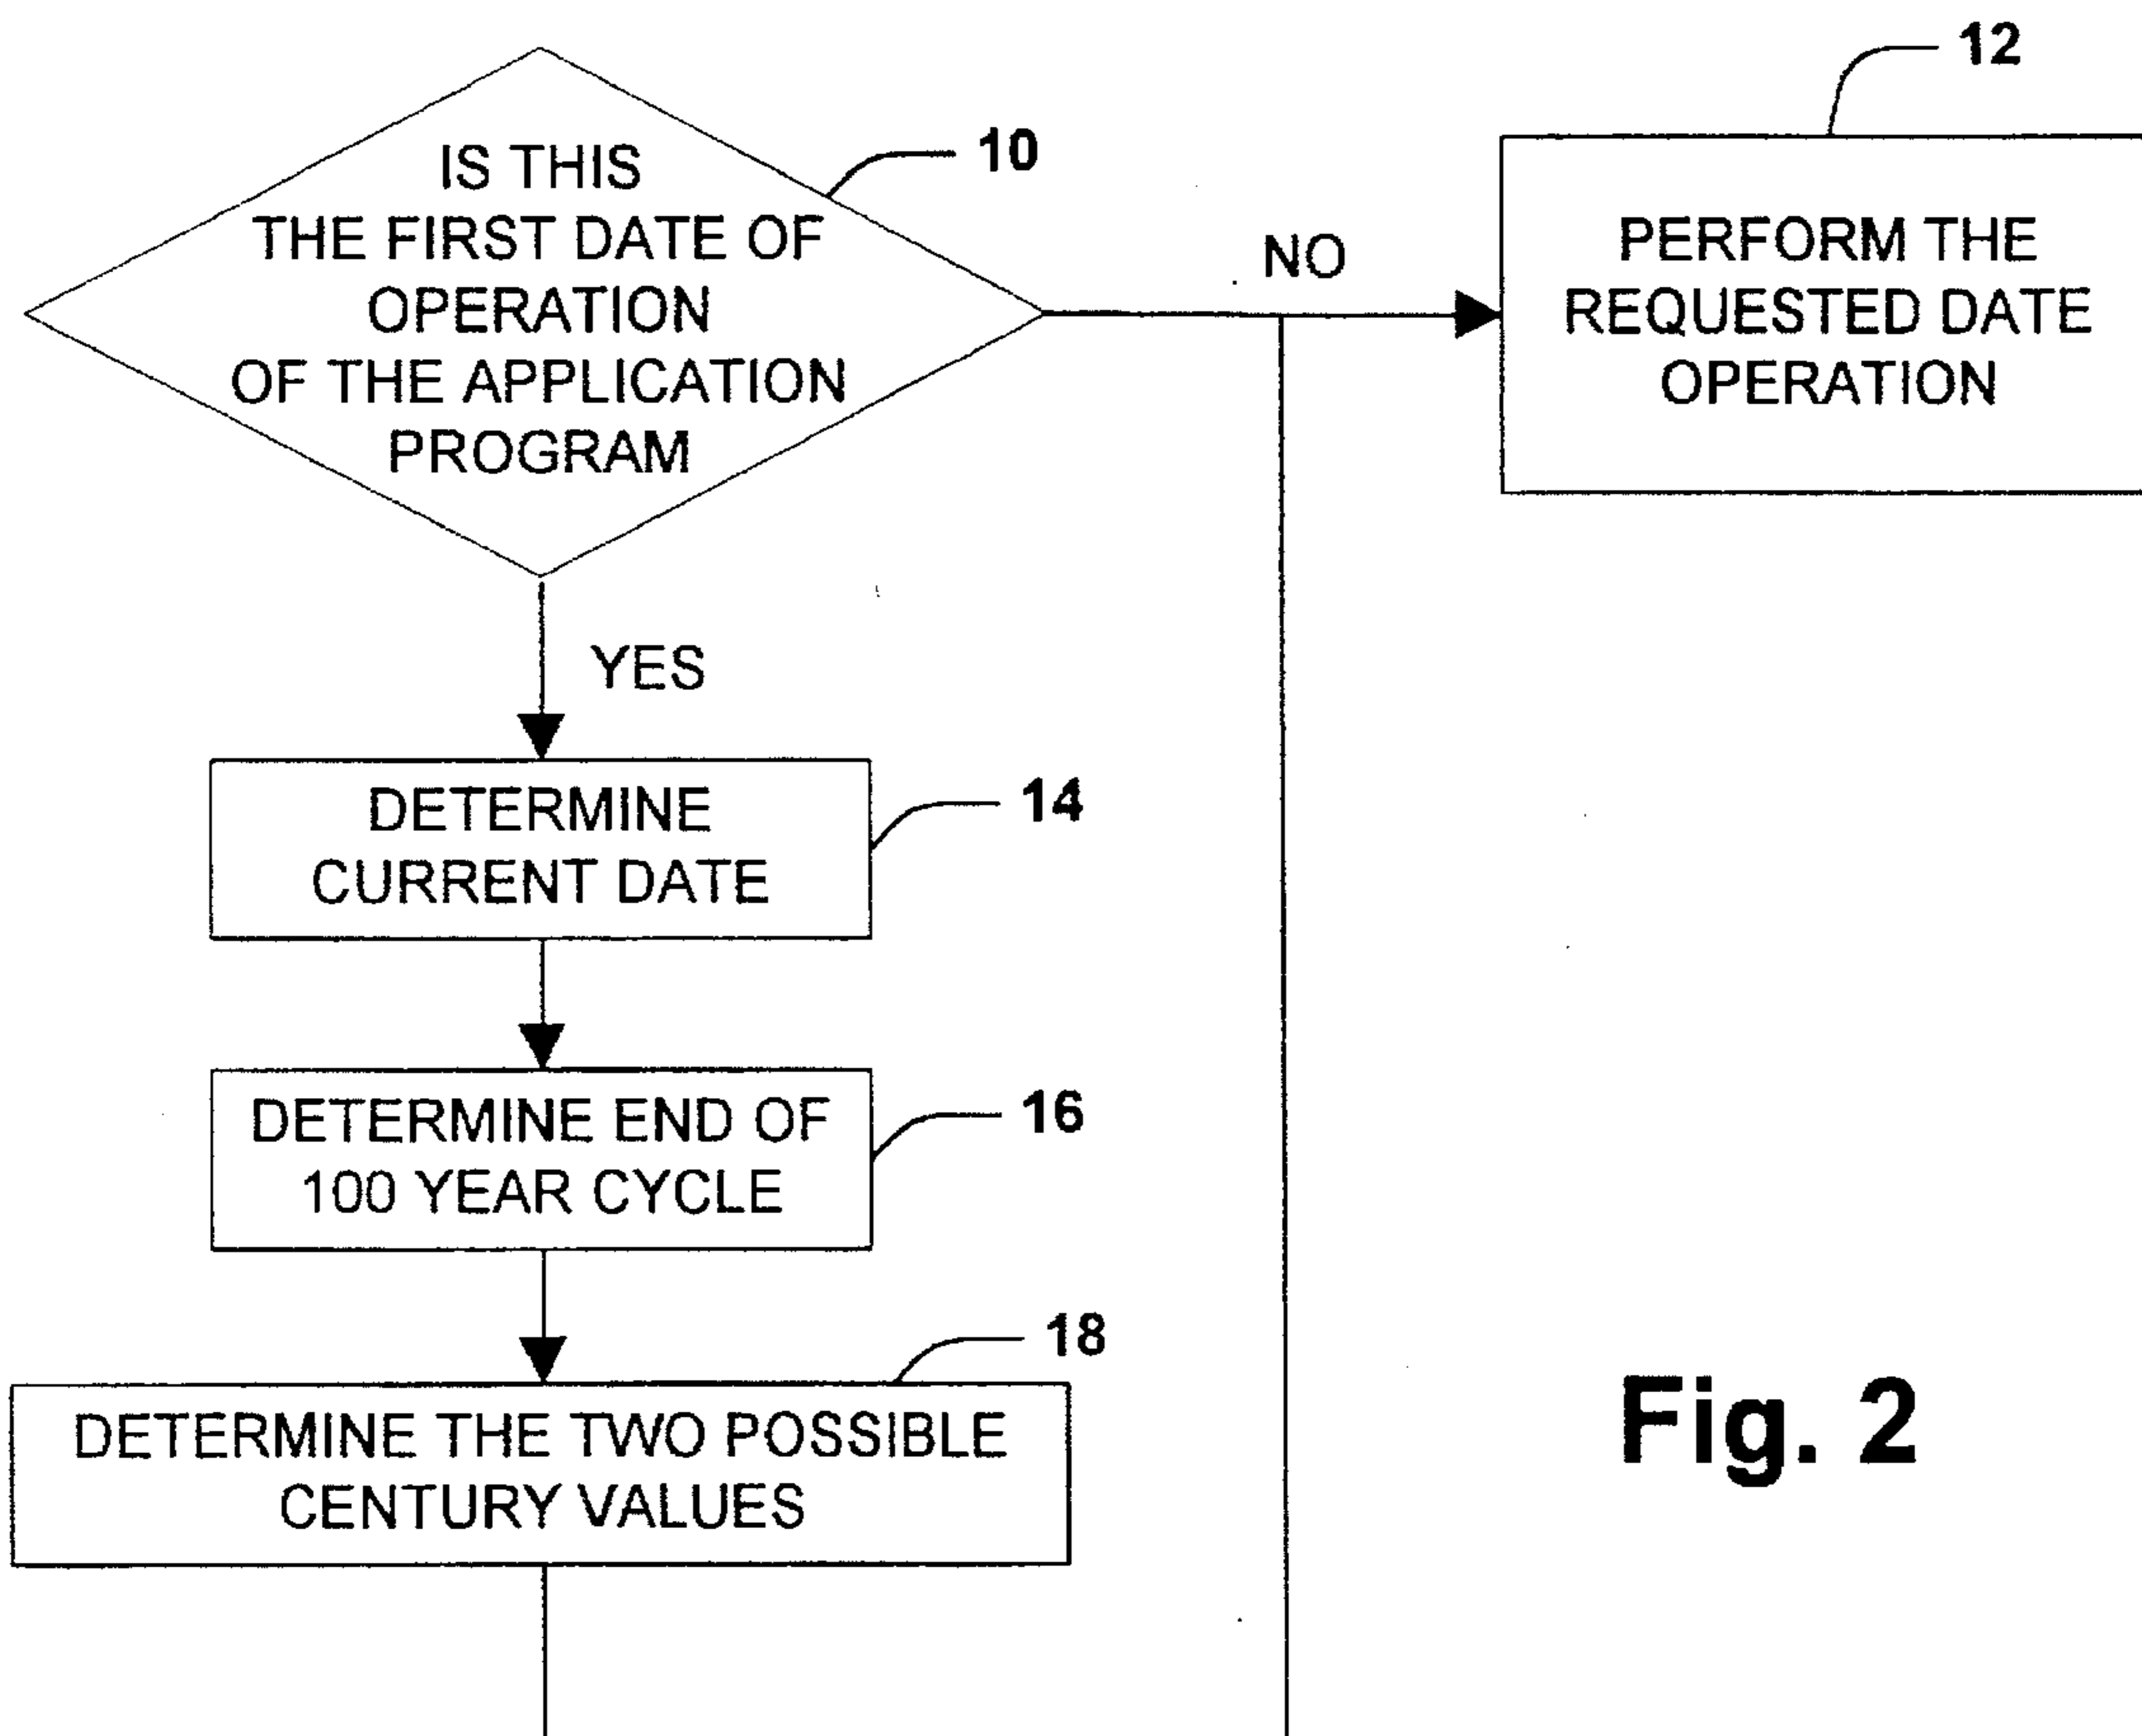 12
10
IS THIS
THE FIRST DATE OF
OPERATION
OF THE APPLICATION
PROGRAM
NO
PERFORM THE
REQUESTED DATE
OPERATION
YES
DETERMINE
CURRENT DATE
14
DETERMINE END OF
100 YEAR CYCLE
16
18
DETERMINE THE TWO POSSIBLE
CENTURY VALUES
Fig. 2